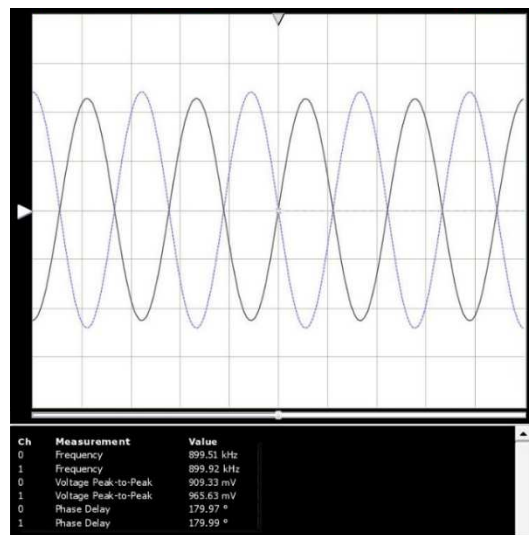 Ch Measurement Value
0 Frequency 899.51 kHz
1 Frequency 899.92 kHz
0 Voltage Peak-to-Peak 909.33 mV
1 Voltage Peak-to-Peak 965.63 mV
0 Phase Delay 179.97 °
1 Phase Delay 179.99 °